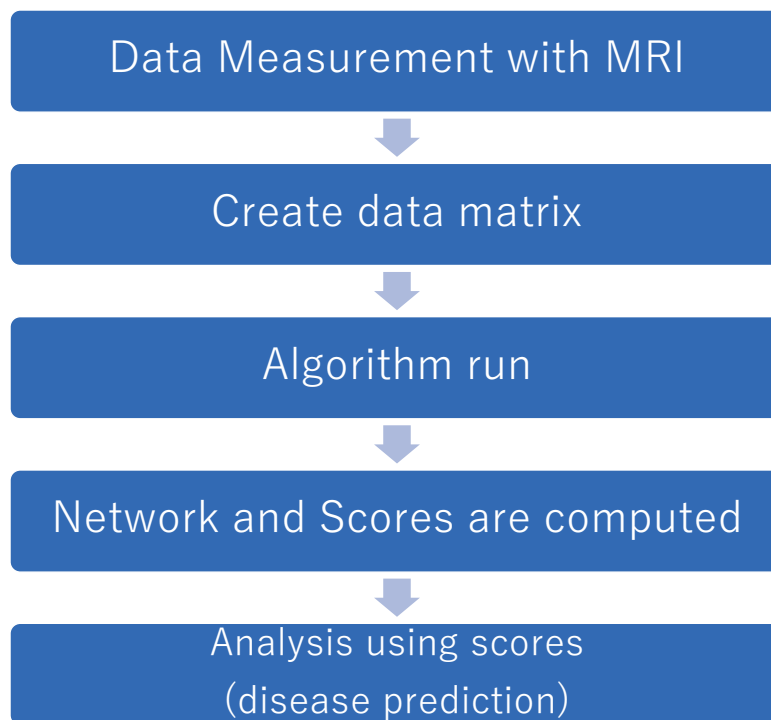 Data Measurement with MRI
Create data matrix
Algorithm run
Network and Scores are computed
Analysis using scores
(disease prediction)